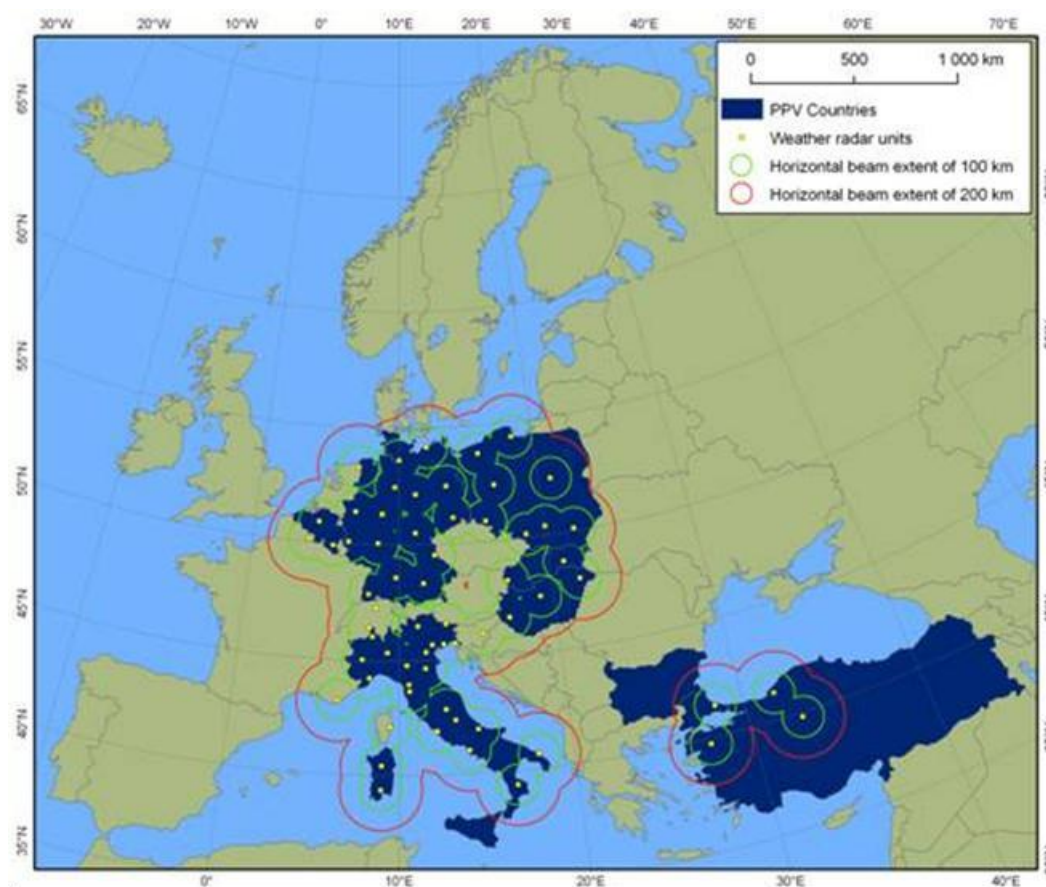 30°W 20°W 10°W 0° 10°E 20°E 30°E 40°E 50°E 60°E 70°E
0 500 1 000 km
PPV Countries
Weather radar units
Horizontal beam extent of 100 km
Horizontal beam extent of 200 km
65°N
60°N
55°N
50°N
45°N
40°N
35°N
0° 10°E 20°E 30°E 40°E